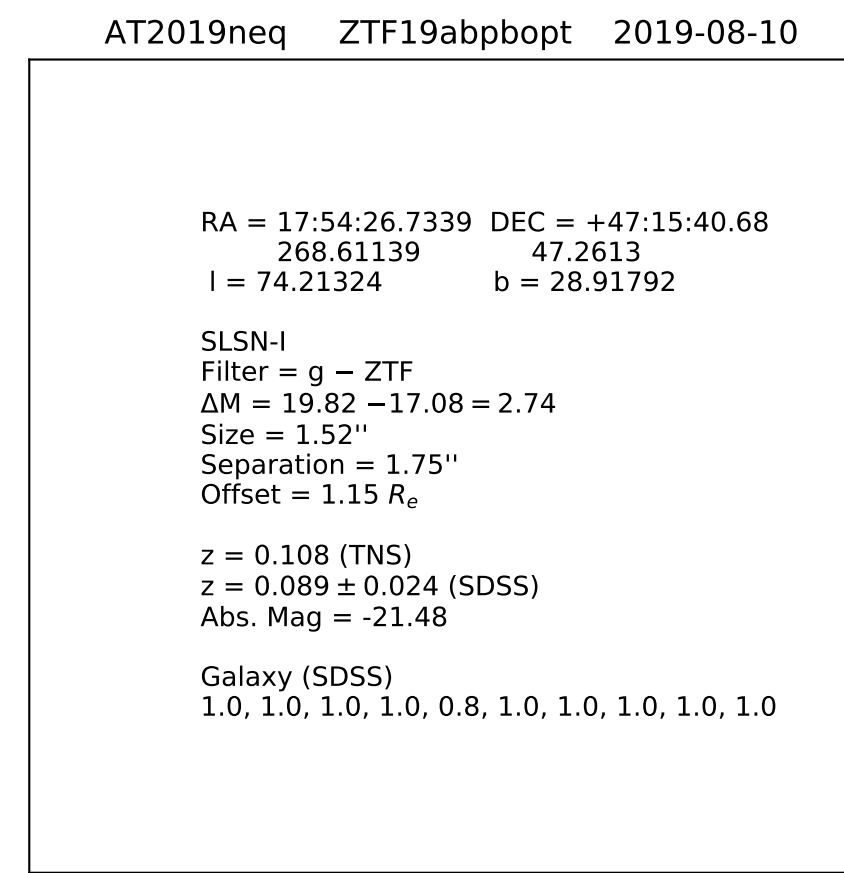 AT2019neq ZTF19abpbopt 2019-08-10
RA = 17:54:26.7339 DEC = +47:15:40.68
268.61139 47.2613
l = 74.21324 b = 28.91792
SLSN-I
Filter = g − ZTF
ΔM = 19.82 −17.08 = 2.74
Size = 1.52''
Separation = 1.75''
Offset = 1.15 Re
z = 0.108 (TNS)
z = 0.089 ± 0.024 (SDSS)
Abs. Mag = -21.48
Galaxy (SDSS)
1.0, 1.0, 1.0, 1.0, 0.8, 1.0, 1.0, 1.0, 1.0, 1.0